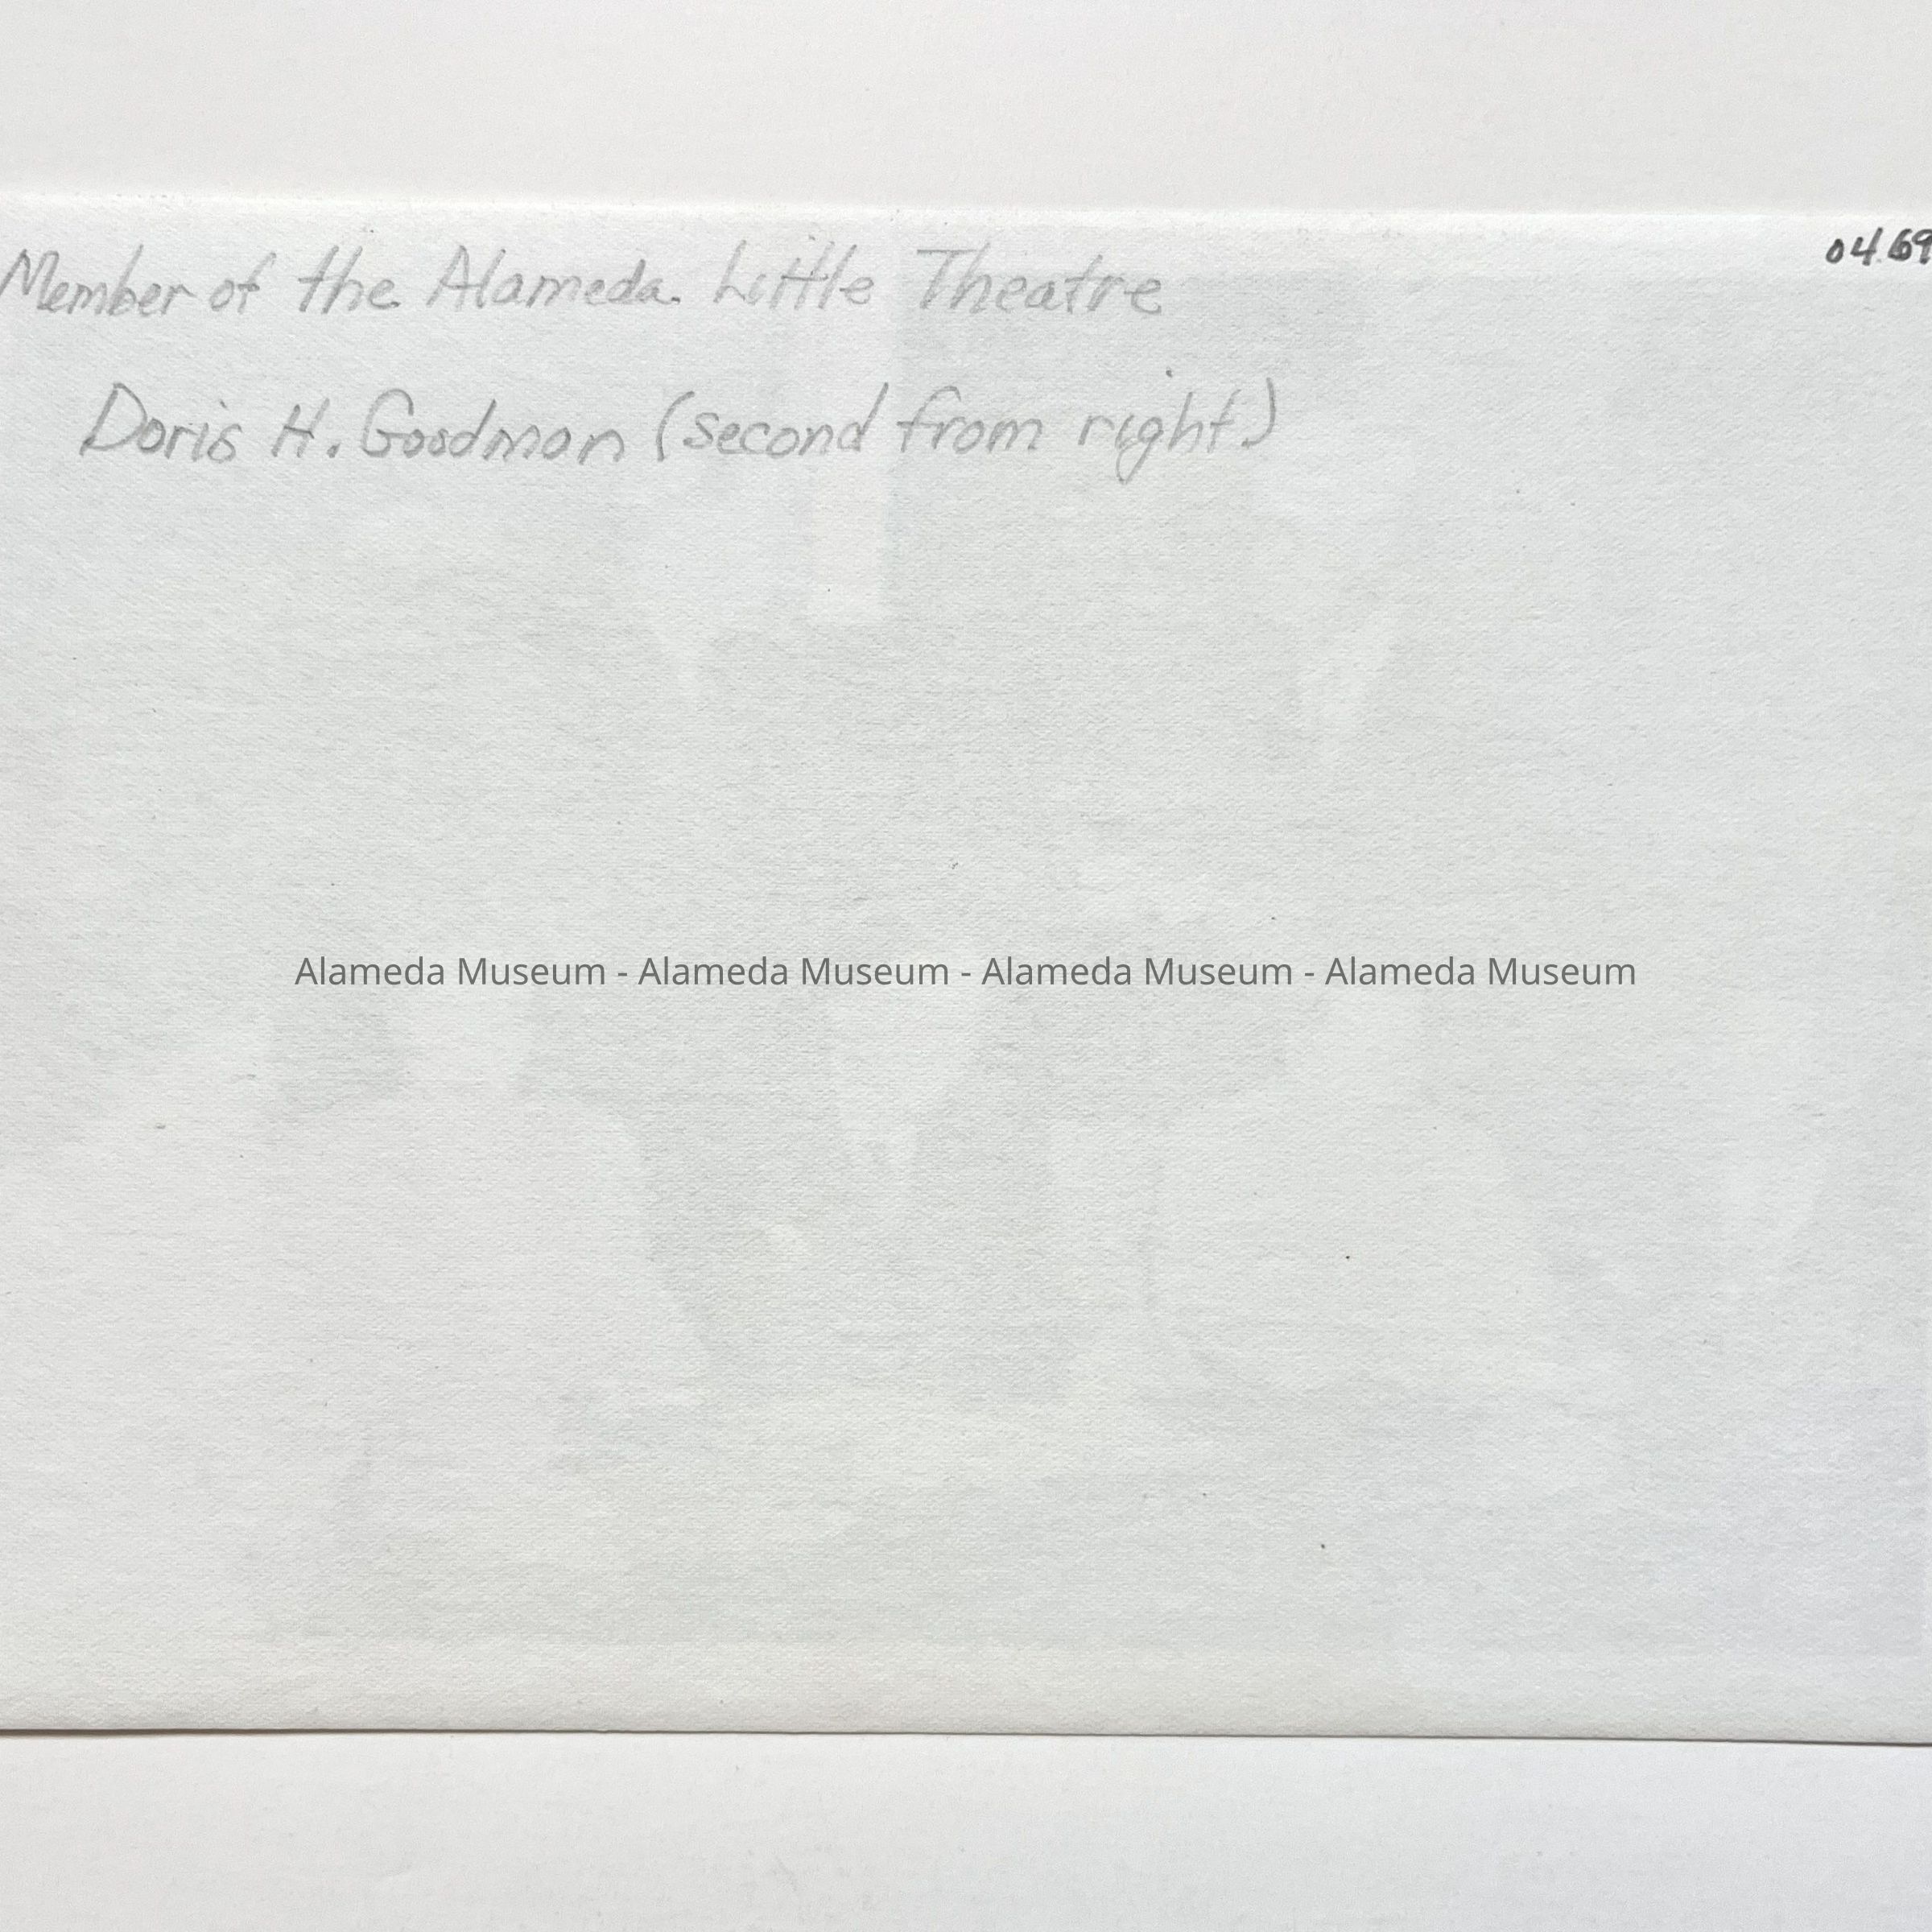 04.69
Member of the Alameda Little Theatre
Doris H. Goodman (second from right)
Alameda Museum - Alameda Museum - Alameda Museum - Alameda Museum